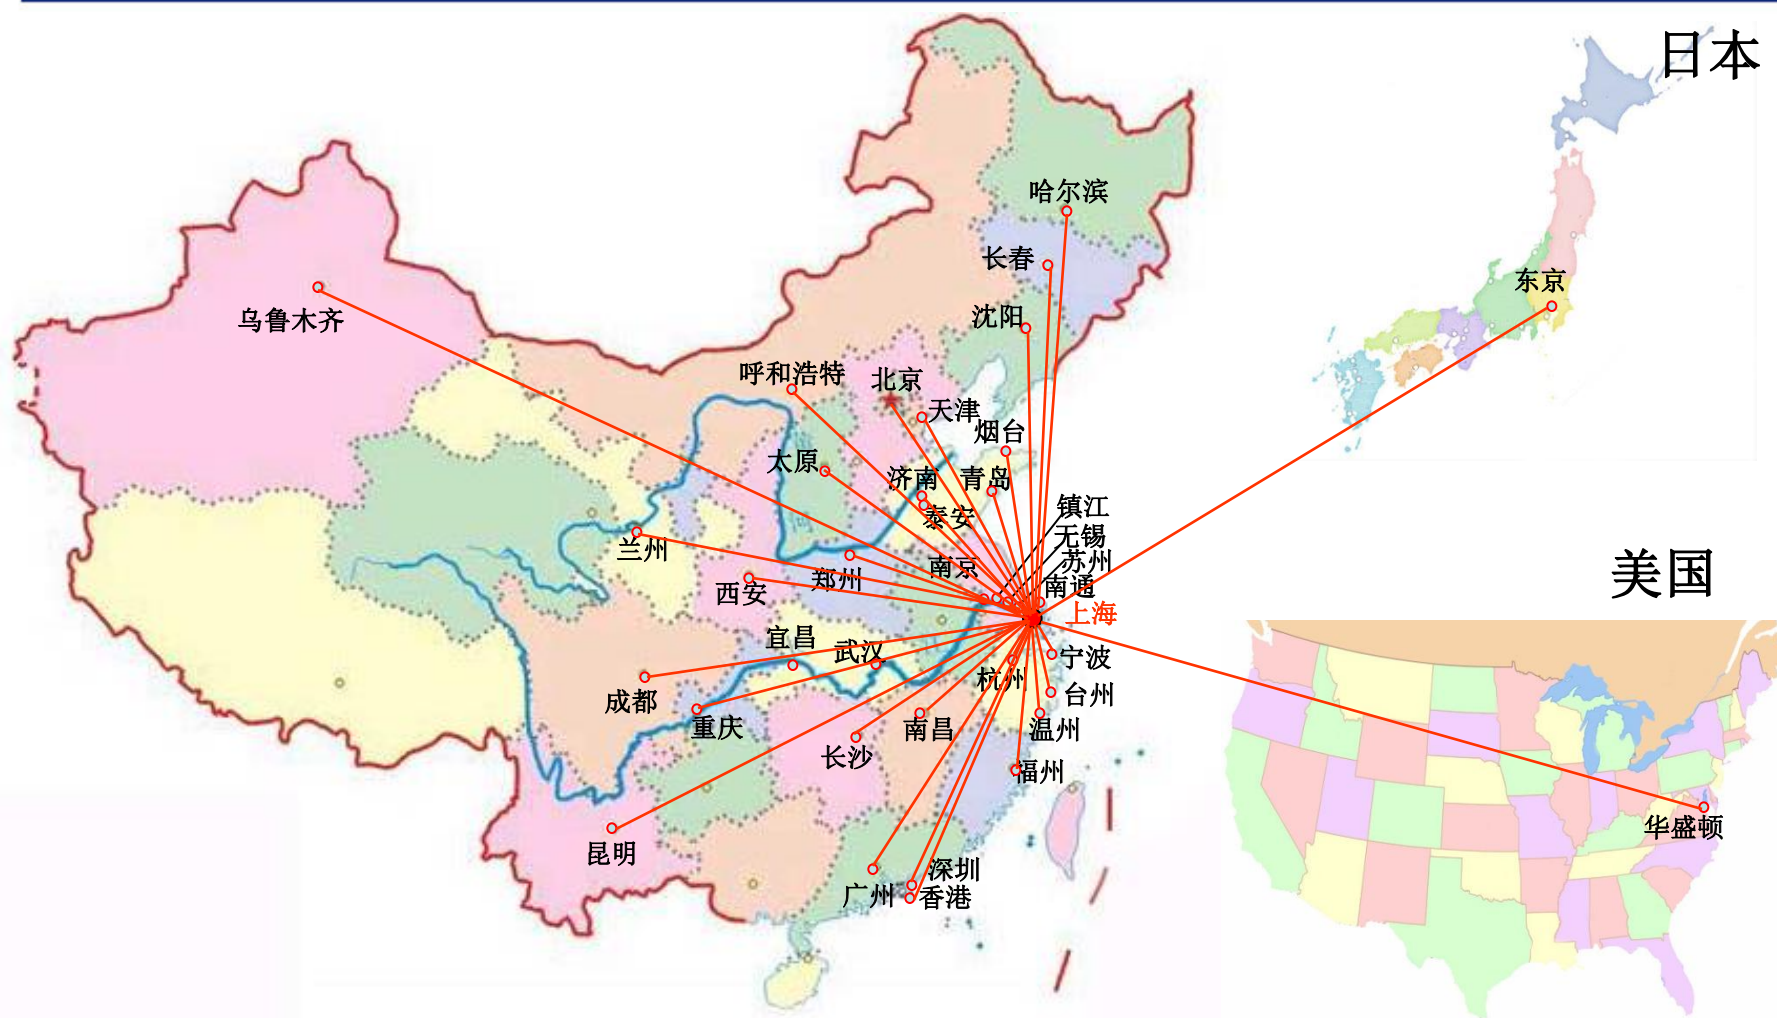 日本
哈尔滨
长春
东京
沈阳
乌鲁木齐
呼和浩特
北京
天津
烟台
太原
济南
青岛
泰安
镇江
无锡
苏州
南京
南通
兰州
郑州
西安
上海
美国
宜昌
武汉
宁波
杭州
台州
成都
重庆
南昌
温州
长沙
福州
华盛顿
昆明
深圳
广州
香港